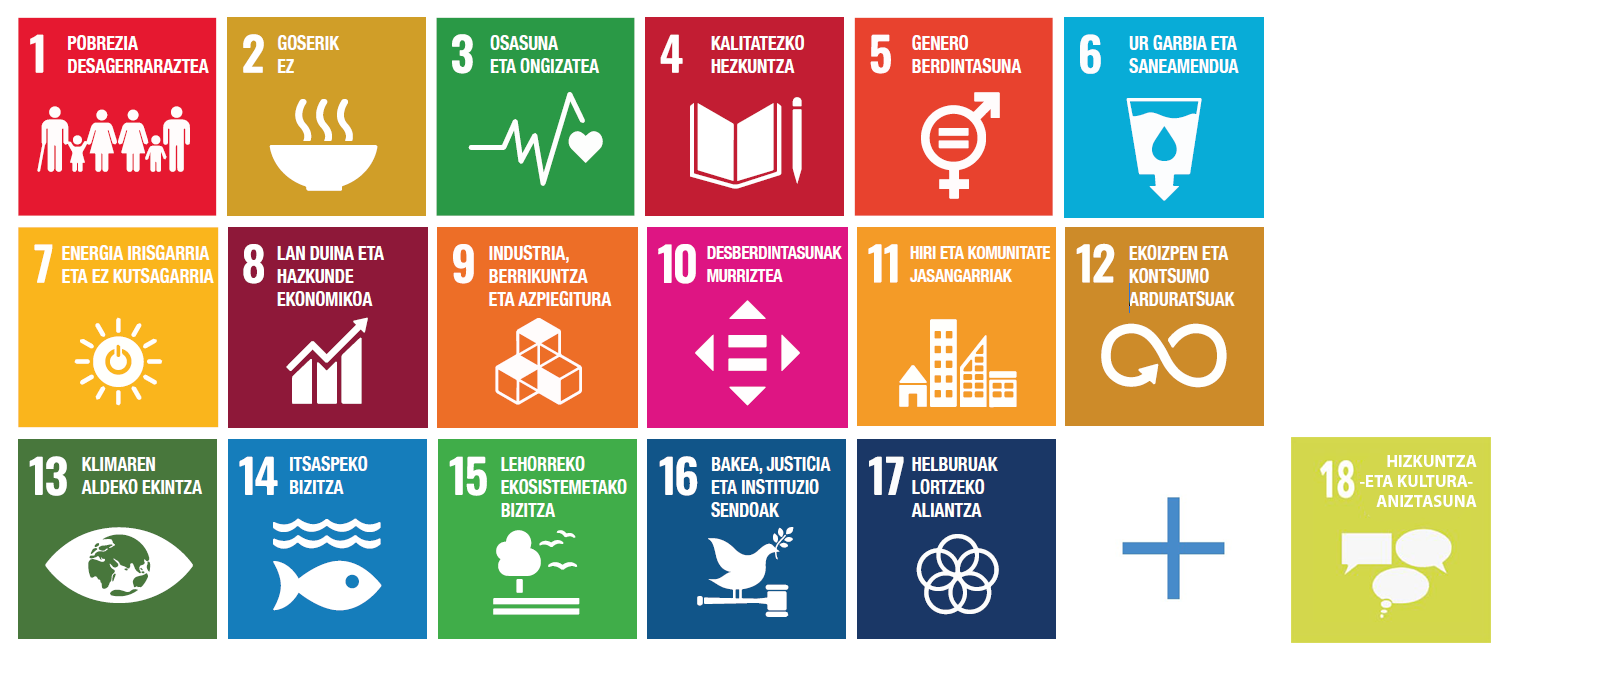 1 POBREZIA
DESAGERRARAZTEA
2 GOSERIK
EZ
3 OSASUNA
ETA ONGIZATEA
4 KALITATEZKO
HEZKUNTZA
5 GENERO
BERDINTASUNA
6 UR GARBIA ETA
SANEAMENDUA
7 ENERGIA IRISGARRIA
ETA EZ KUTSAGARRIA
8 LAN DUINA ETA
HAZKUNDE
EKONOMIKOA
9 INDUSTRIA,
BERRIKUNTZA
ETA AZPIEGITURA
10 DESBERDINTASUNAK
MURRIZTEA
11 HIRI ETA KOMUNITATE
JASANGARRIAK
12 EKOIZPEN ETA
KONTSUMO
ARDURATSUAK
13 KLIMAREN
ALDEKO EKINTZA
14 ITSASPEKO
BIZITZA
15 LEHORREKO
EKOSISTEMETAKO
BIZITZA
16 BAKEA, JUSTICIA
ETA INSTITUZIO
SENDOAK
17 HELBURUAK
LORTZEKO
ALIANTZA
18 HIZKUNTZA
-ETA KULTURA-
ANIZTASUNA